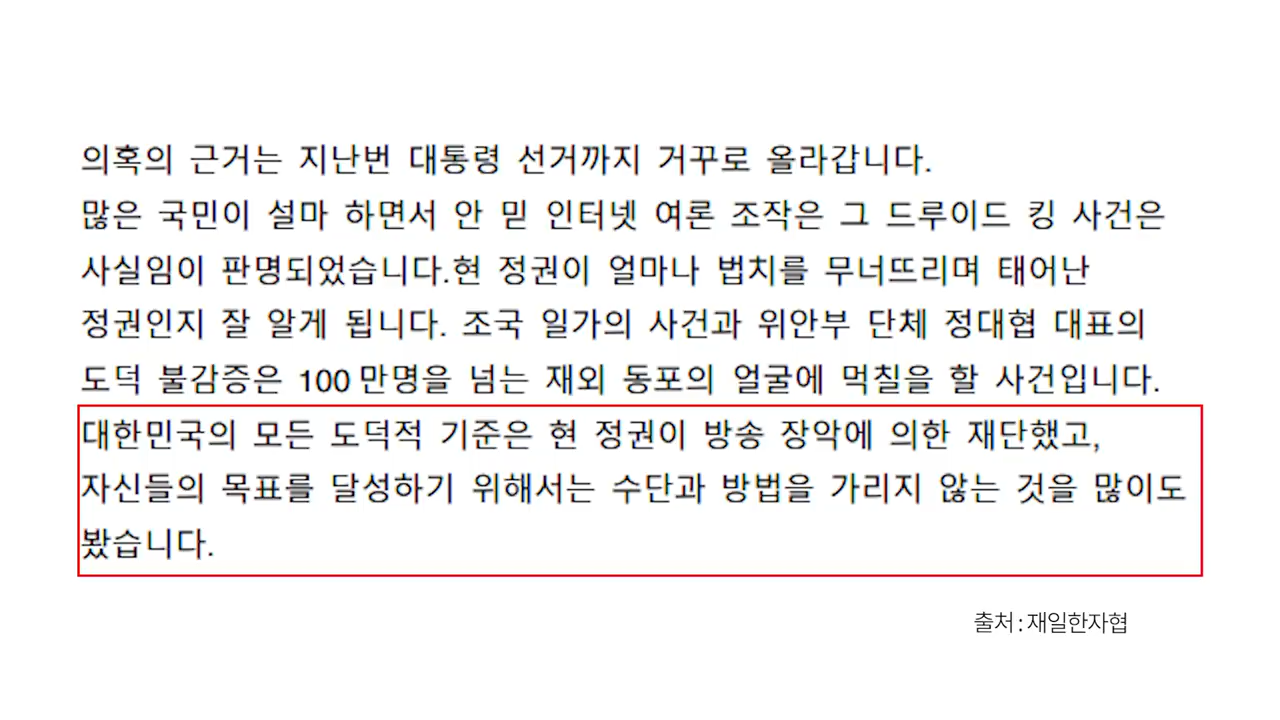 의혹의 근거는 지난번 대통령 선거까지 거꾸로 올라갑니다.
많은 국민이 설마 하면서 안 믿 인터넷 여론 조작은 그 드루이드 킹 사건은
사실임이 판명되었습니다.현 정권이 얼마나 법치를 무너뜨리며 태어난
정권인지 잘 알게 됩니다. 조국 일가의 사건과 위안부 단체 정대협 대표의
도덕 불감증은 100만명을 넘는 재외 동포의 얼굴에 먹칠을 할 사건입니다.
대한민국의 모든 도덕적 기준은 현 정권이 방송 장악에 의한 재단했고,
자신들의 목표를 달성하기 위해서는 수단과 방법을 가리지 않는 것을 많이도
봤습니다.
출처 : 재일한자협